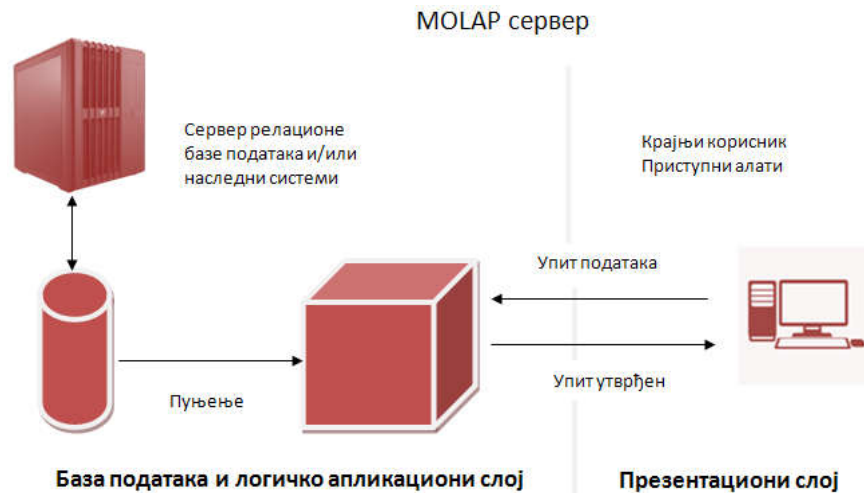 MOLAP сервер
Сервер релационе
базе података и/или
наследни системи
Крајњи корисник
Приступни алати
Упит података
Упит утврђен
Пуњење
База података и логичко апликациони слој
Презентациони слој